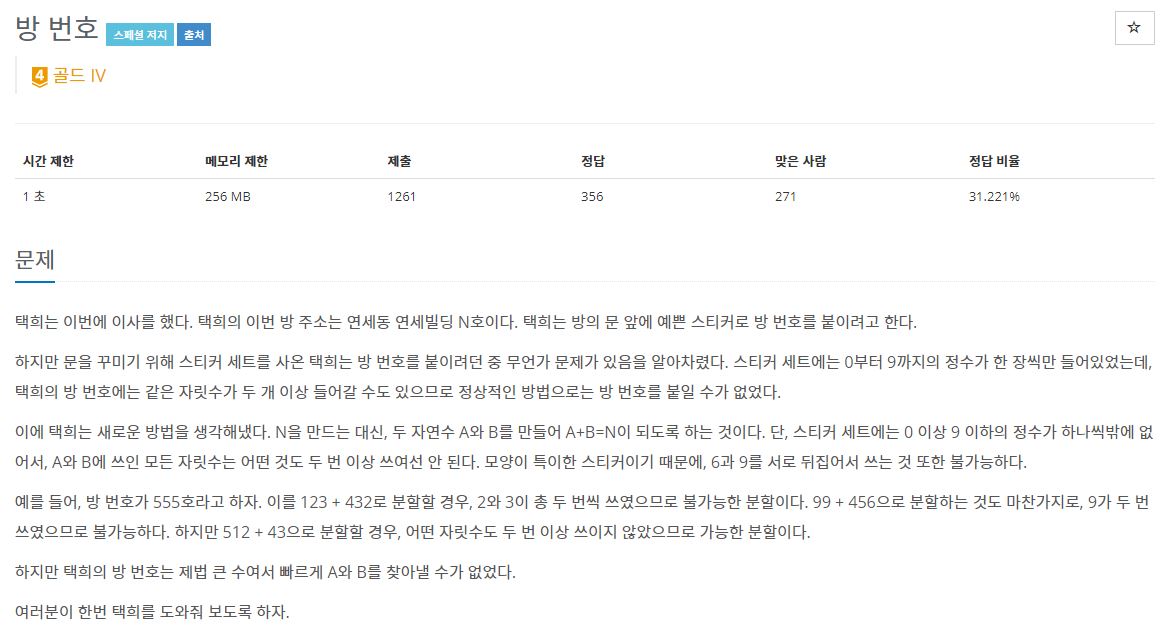 방 번호 스페셜 저지 출처
☆
4 골드 IV
시간 제한 메모리 제한 제출 정답 맞은 사람 정답 비율
1 초 256 MB 1261 356 271 31.221%
문제
택희는 이번에 이사를 했다. 택희의 이번 방 주소는 연세동 연세빌딩 N호이다. 택희는 방의 문 앞에 예쁜 스티커로 방 번호를 붙이려고 한다.
하지만 문을 꾸미기 위해 스티커 세트를 사온 택희는 방 번호를 붙이려던 중 무언가 문제가 있음을 알아차렸다. 스티커 세트에는 0부터 9까지의 정수가 한 장씩만 들어있었는데,
택희의 방 번호에는 같은 자릿수가 두 개 이상 들어갈 수도 있으므로 정상적인 방법으로는 방 번호를 붙일 수가 없었다.
이에 택희는 새로운 방법을 생각해냈다. N을 만드는 대신, 두 자연수 A와 B를 만들어 A+B=N이 되도록 하는 것이다. 단, 스티커 세트에는 0 이상 9 이하의 정수가 하나씩밖에 없
어서, A와 B에 쓰인 모든 자릿수는 어떤 것도 두 번 이상 쓰여선 안 된다. 모양이 특이한 스티커이기 때문에, 6과 9를 서로 뒤집어서 쓰는 것 또한 불가능하다.
예를 들어, 방 번호가 555호라고 하자. 이를 123 + 432로 분할할 경우, 2와 3이 총 두 번씩 쓰였으므로 불가능한 분할이다. 99 + 456으로 분할하는 것도 마찬가지로, 9가 두 번
쓰였으므로 불가능하다. 하지만 512 + 43으로 분할할 경우, 어떤 자릿수도 두 번 이상 쓰이지 않았으므로 가능한 분할이다.
하지만 택희의 방 번호는 제법 큰 수여서 빠르게 A와 B를 찾아낼 수가 없었다.
여러분이 한번 택희를 도와줘 보도록 하자.